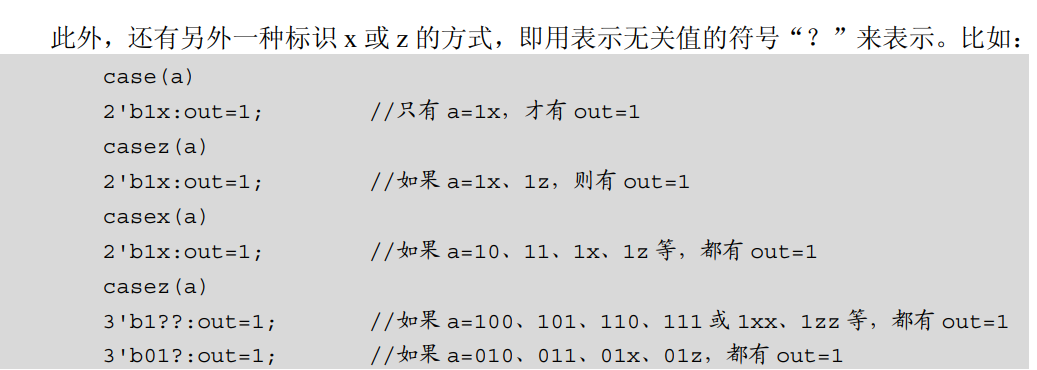 此外，还有另外一种标识 x 或 z 的方式，即用表示无关值的符号“？”来表示。比如：
case(a)
2'b1x:out=1; //只有 a=1x，才有 out=1
casez(a)
2'b1x:out=1; //如果 a=1x、1z，则有 out=1
casex(a)
2'b1x:out=1; //如果 a=10、11、1x、1z 等，都有 out=1
casez(a)
3'b1??:out=1; //如果 a=100、101、110、111 或 1xx、1zz 等，都有 out=1
3'b01?:out=1; //如果 a=010、011、01x、01z，都有 out=1